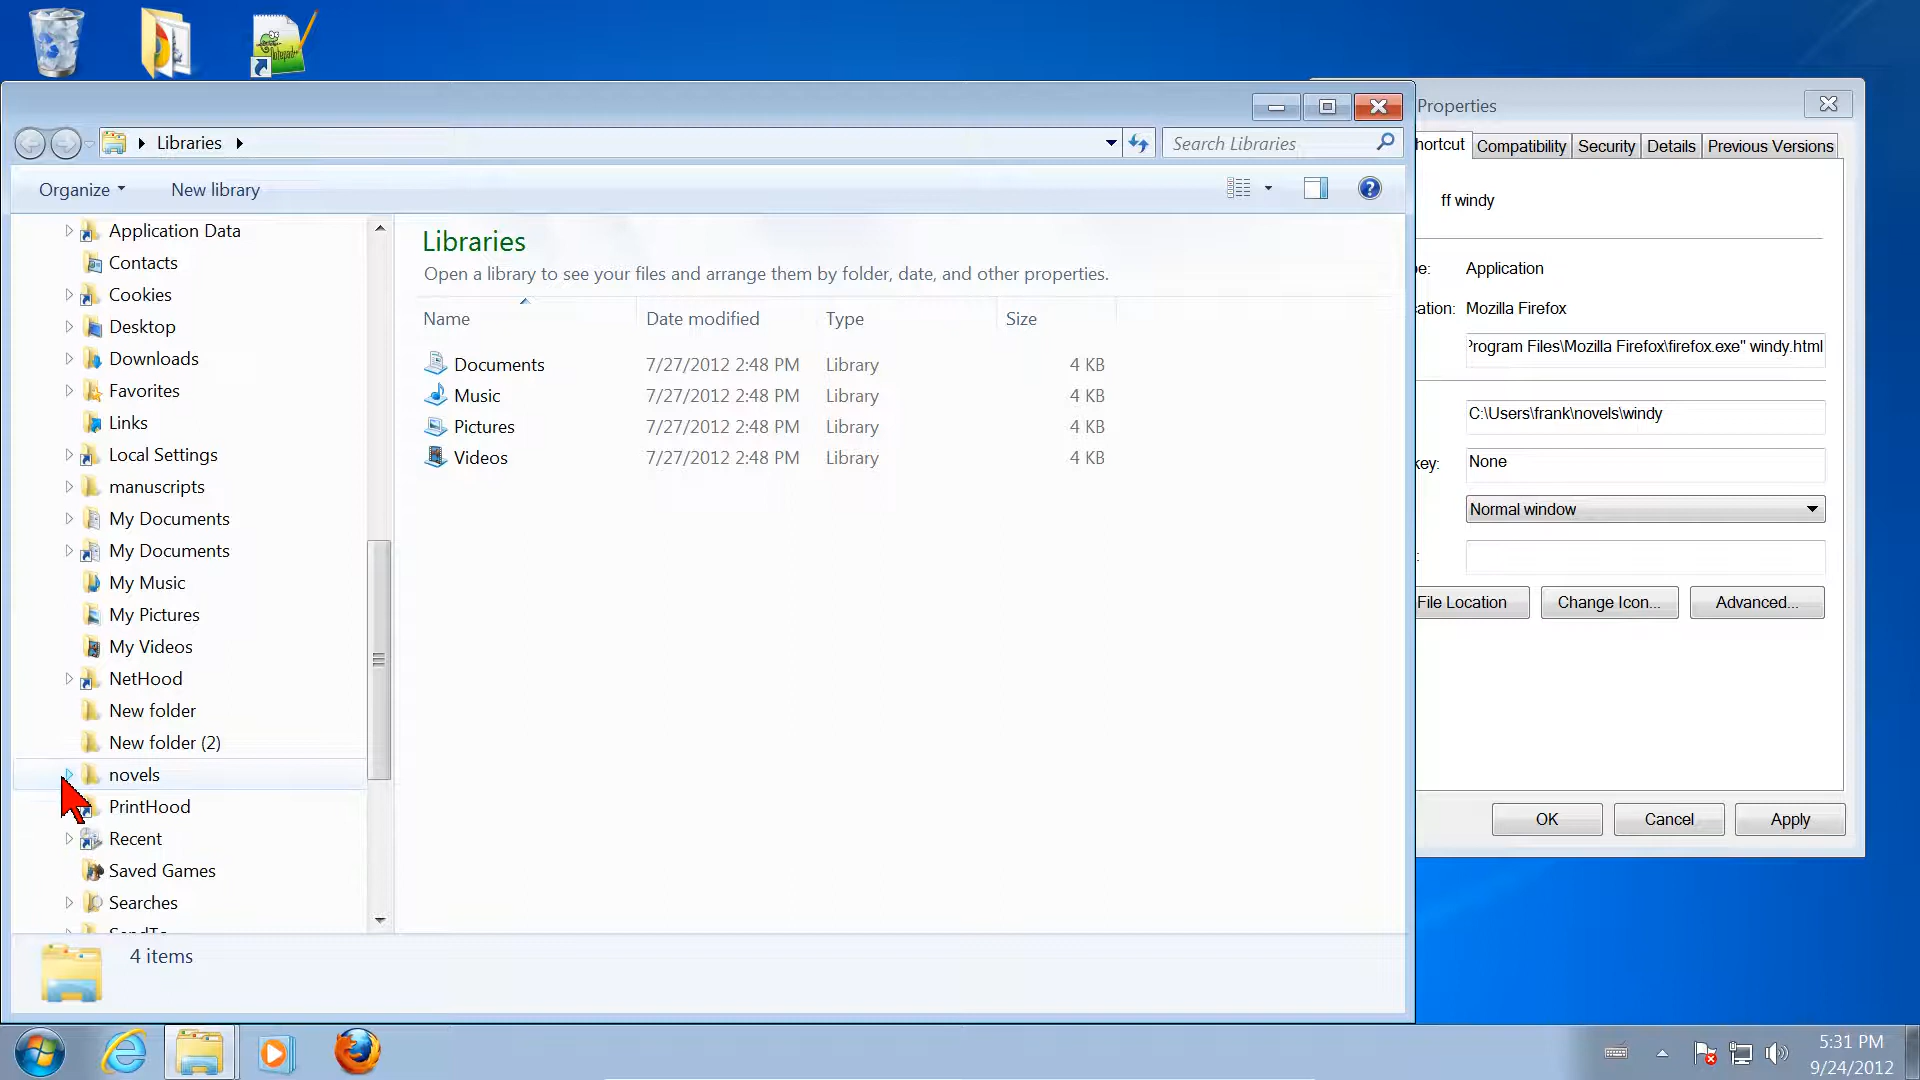 Notepad++
Properties
Libraries
Search Libraries
hortcut
Compatibility
Security
Details
Previous Versions
Organize
New library
ff windy
Application Data
Contacts
Cookies
Desktop
Downloads
Favorites
Links
Local Settings
manuscripts
My Documents
My Documents
My Music
My Pictures
My Videos
NetHood
New folder
New folder (2)
novels
PrintHood
Recent
Saved Games
Searches
SendTo
Libraries
Open a library to see your files and arrange them by folder, date, and other properties.
Name Date modified Type Size
Documents 7/27/2012 2:48 PM Library 4 KB
Music 7/27/2012 2:48 PM Library 4 KB
Pictures 7/27/2012 2:48 PM Library 4 KB
Videos 7/27/2012 2:48 PM Library 4 KB
e: Application
ation: Mozilla Firefox
Program Files\Mozilla Firefox\firefox.exe" windy.html
C:\Users\frank\novels\windy
key: None
Normal window
:
File Location
Change Icon...
Advanced...
OK
Cancel
Apply
4 items
5:31 PM
9/24/2012